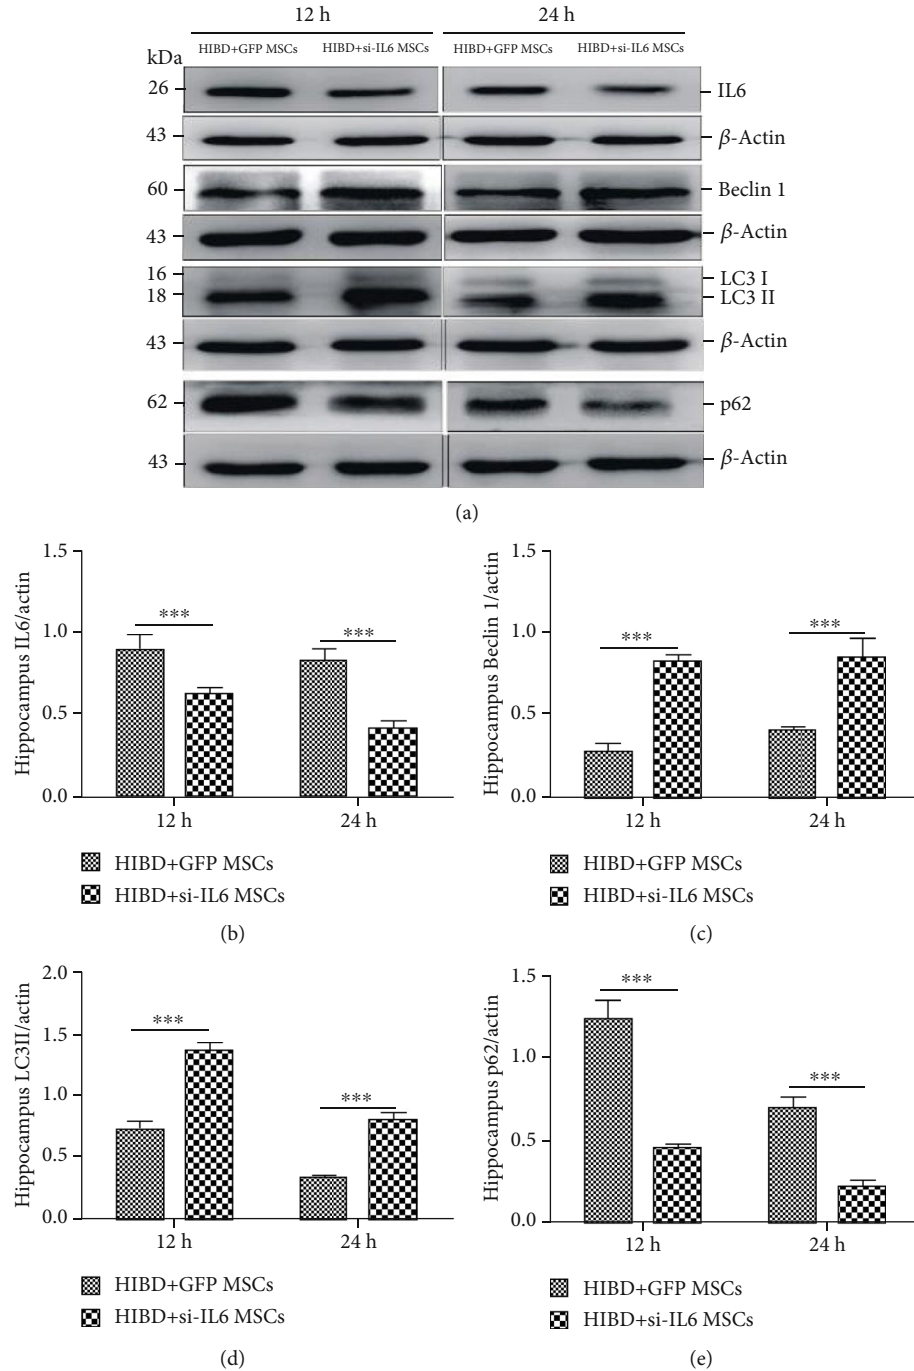 12 h 24 h
HIBD+GFP MSCs HIBD+si-IL6 MSCs HIBD+GFP MSCs HIBD+si-IL6 MSCs
kDa
26 IL6
43 β-Actin
60 Beclin 1
43 β-Actin
16 LC3 I
18 LC3 II
43 β-Actin
62 p62
43 β-Actin
(a)
Hippocampus IL6/actin
1.5
1.0
0.5
0.0
***
***
12 h 24 h
HIBD+GFP MSCs
HIBD+si-IL6 MSCs
(b)
Hippocampus Beclin 1/actin
1.5
1.0
0.5
0.0
***
***
12 h 24 h
HIBD+GFP MSCs
HIBD+si-IL6 MSCs
(c)
Hippocampus LC3II/actin
2.0
1.5
1.0
0.5
0.0
***
***
12 h 24 h
HIBD+GFP MSCs
HIBD+si-IL6 MSCs
(d)
Hippocampus p62/actin
1.5
1.0
0.5
0.0
***
***
12 h 24 h
HIBD+GFP MSCs
HIBD+si-IL6 MSCs
(e)